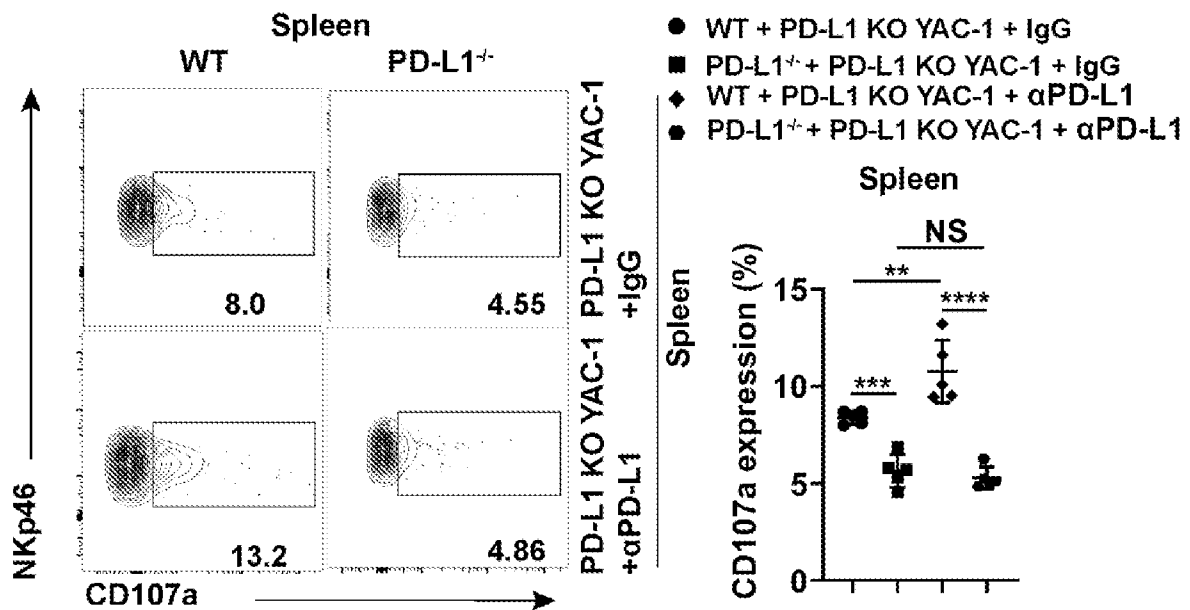 Spleen
WT
PD-L1-/-
NKp46
8.0
4.55
13.2
4.86
CD107a
PD-L1 KO YAC-1
+IgG
PD-L1 KO YAC-1
+αPD-L1
Spleen
WT + PD-L1 KO YAC-1 + IgG
PD-L1-/- + PD-L1 KO YAC-1 + IgG
WT + PD-L1 KO YAC-1 + αPD-L1
PD-L1-/- + PD-L1 KO YAC-1 + αPD-L1
Spleen
NS
**
****
***
CD107a expression (%)
15
10
5
0